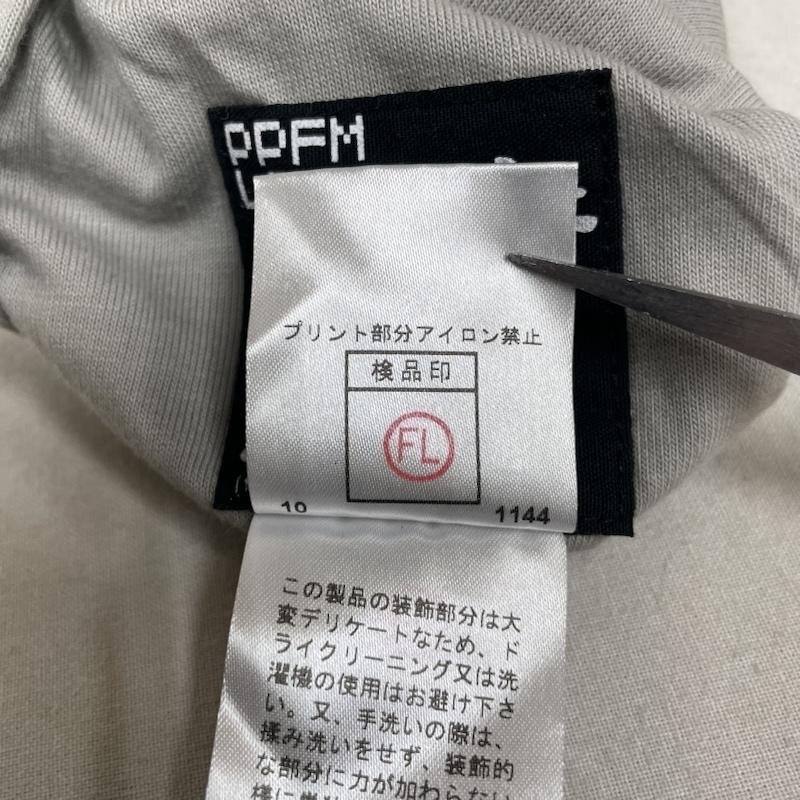 PPFM
プリント部分アイロン禁止
検品印
FL
10 1144
この製品の装飾部分は大
変デリケートなため、ド
ライクリーニング又は洗
濯機の使用はお避け下さ
い。又、手洗いの際は、
揉み洗いをせず、装飾的
な部分に力が加わらない
様に